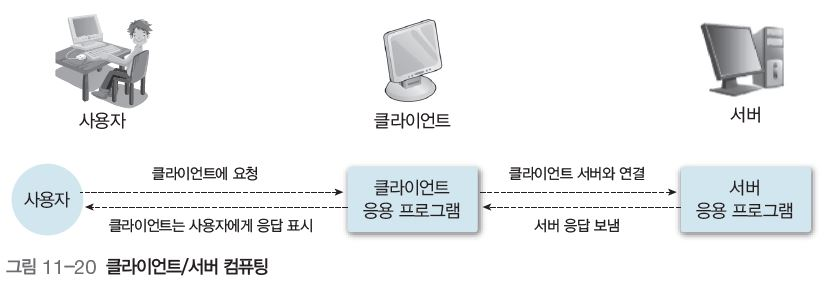 사용자
클라이언트
서버
클라이언트에 요청
클라이언트 서버와 연결
사용자
클라이언트
응용 프로그램
서버
응용 프로그램
클라이언트는 사용자에게 응답 표시
서버 응답 보냄
그림 11-20 클라이언트/서버 컴퓨팅